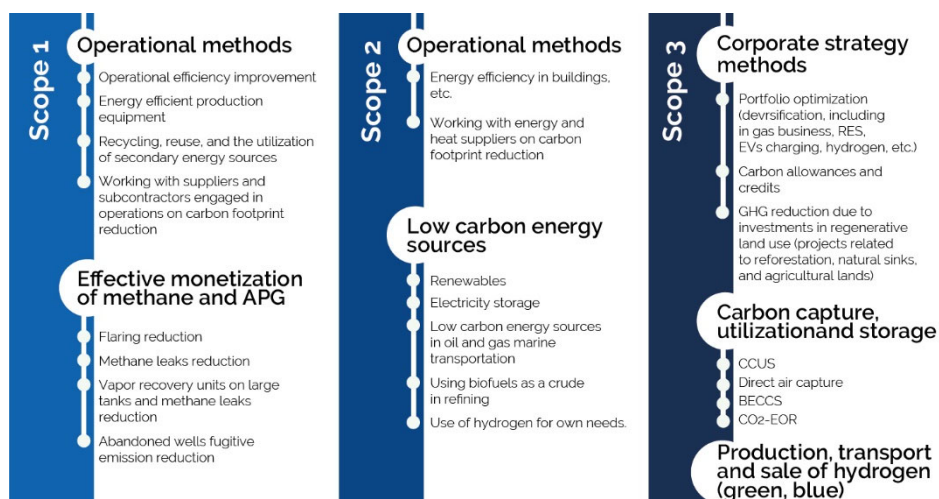 Scope 1
Operational methods
Operational efficiency improvement
Energy efficient production
equipment
Recycling, reuse, and the utilization
of secondary energy sources
Working with suppliers and
subcontractors engaged in
operations on carbon footprint
reduction
Effective monetization
of methane and APG
Flaring reduction
Methane leaks reduction
Vapor recovery units on large
tanks and methane leaks
reduction
Abandoned wells fugitive
emission reduction
Scope 2
Operational methods
Energy efficiency in buildings,
etc.
Working with energy and
heat suppliers on carbon
footprint reduction
Low carbon energy
sources
Renewables
Electricity storage
Low carbon energy sources
in oil and gas marine
transportation
Using biofuels as a crude
in refining
Use of hydrogen for own needs.
Scope 3
Corporate strategy
methods
Portfolio optimization
(devrsification, including
in gas business, RES,
EVs charging, hydrogen, etc.)
Carbon allowances and
credits
GHG reduction due to
investments in regenerative
land use (projects related
to reforestation, natural sinks,
and agricultural lands)
Carbon capture,
utilizationand storage
CCUS
Direct air capture
BECCS
CO2-EOR
Production, transport
and sale of hydrogen
(green, blue)